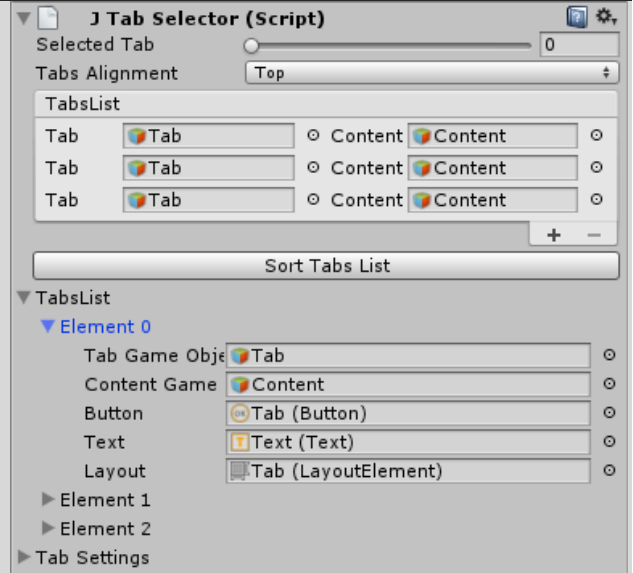 J Tab Selector (Script)
Selected Tab 0
Tabs Alignment Top
TabsList
Tab Tab Content Content
Tab Tab Content Content
Tab Tab Content Content
+ −
Sort Tabs List
TabsList
Element 0
Tab Game Obje Tab
Content Game Content
Button Tab (Button)
Text Text (Text)
Layout Tab (LayoutElement)
Element 1
Element 2
Tab Settings